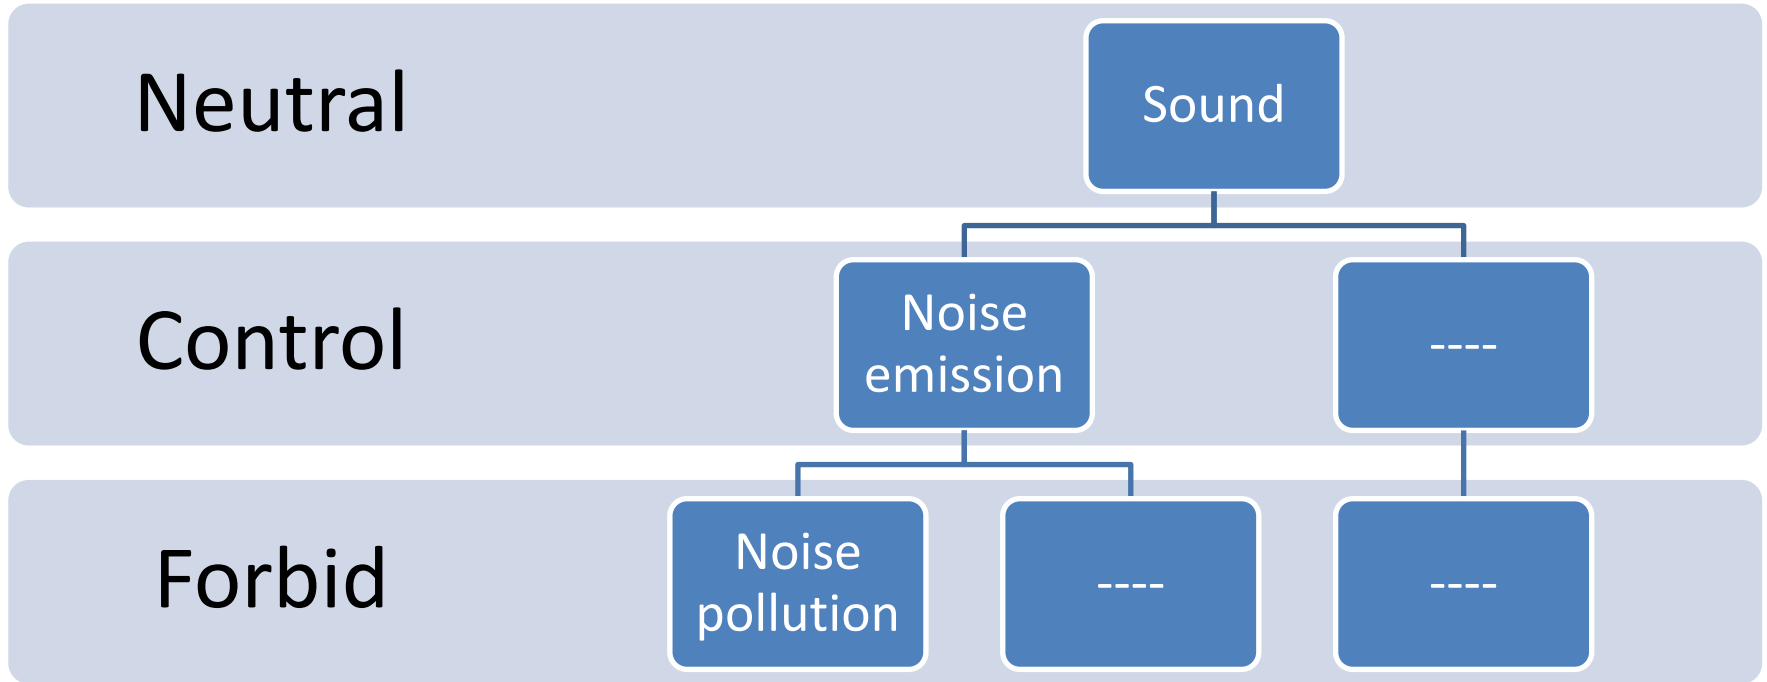 Neutral
Sound
Control
Noise
emission
----
Forbid
Noise
pollution
----
----